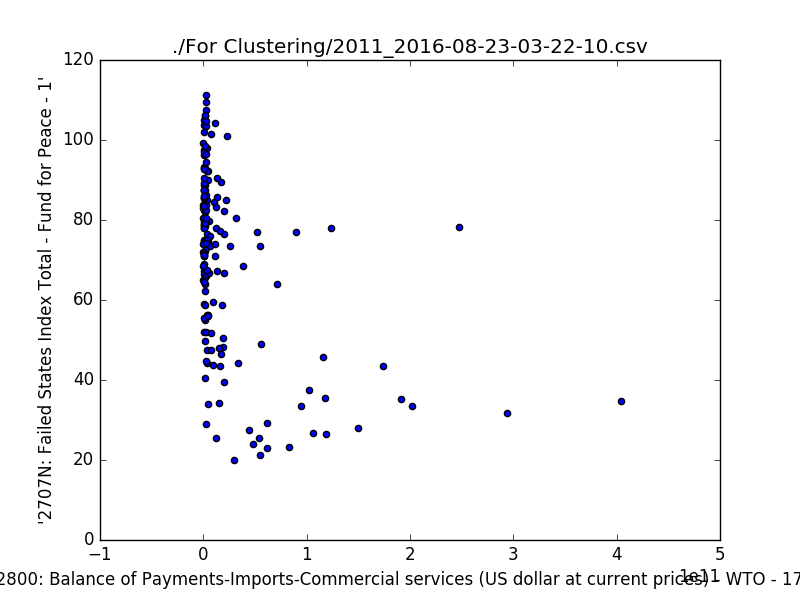 ./For Clustering/2011_2016-08-23-03-22-10.csv
120
100
80
60
40
20
0
'2707N: Failed States Index Total - Fund for Peace - 1'
−1 0 1 2 3 4 5
1e11
2800: Balance of Payments-Imports-Commercial services (US dollar at current prices) - WTO - 17